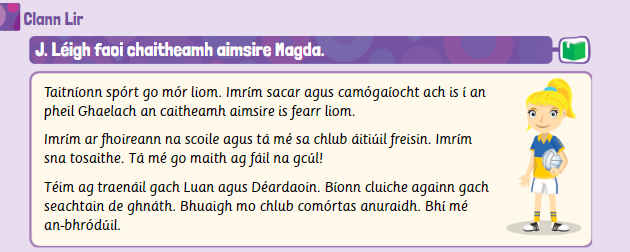 Clann Lir
J. Léigh faoi chaitheamh aimsire Magda.
Taitníonn spórt go mór liom. Imrím sacar agus camógaíocht ach is í an
pheil Ghaelach an caitheamh aimsire is fearr liom.
Imrím ar fhoireann na scoile agus tá mé sa chlub áitiúil freisin. Imrím
sna tosaithe. Tá mé go maith ag fáil na gcúl!
Téim ag traenáil gach Luan agus Déardaoin. Bíonn cluiche againn gach
seachtain de ghnáth. Bhuaigh mo chlub comórtas anuraidh. Bhí mé
an-bhródúil.